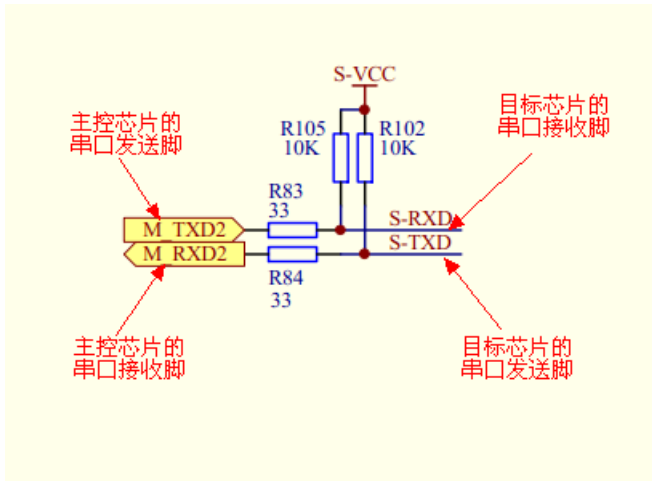 S-VCC
主控芯片的
串口发送脚
目标芯片的
串口接收脚
R105
10K
R102
10K
R83
33
M_TXD2
S-RXD
M_RXD2
S-TXD
R84
33
主控芯片的
串口接收脚
目标芯片的
串口发送脚